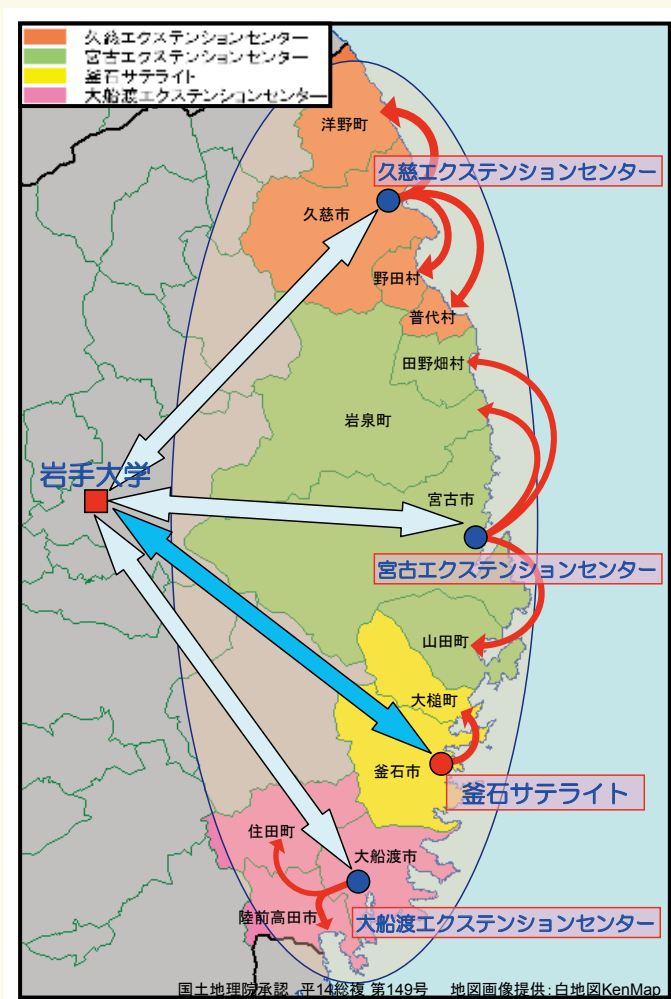 久慈エクステンションセンター
宮古エクステンションセンター
釜石サテライト
大船渡エクステンションセンター
洋野町
久慈エクステンションセンター
久慈市
野田村
普代村
田野畑村
岩泉町
岩手大学
宮古市
宮古エクステンションセンター
山田町
大槌町
釜石市
釜石サテライト
住田町
大船渡市
陸前高田市
大船渡エクステンションセンター
国土地理院承認 平14総複 第149号 地図画像提供:白地図KenMap